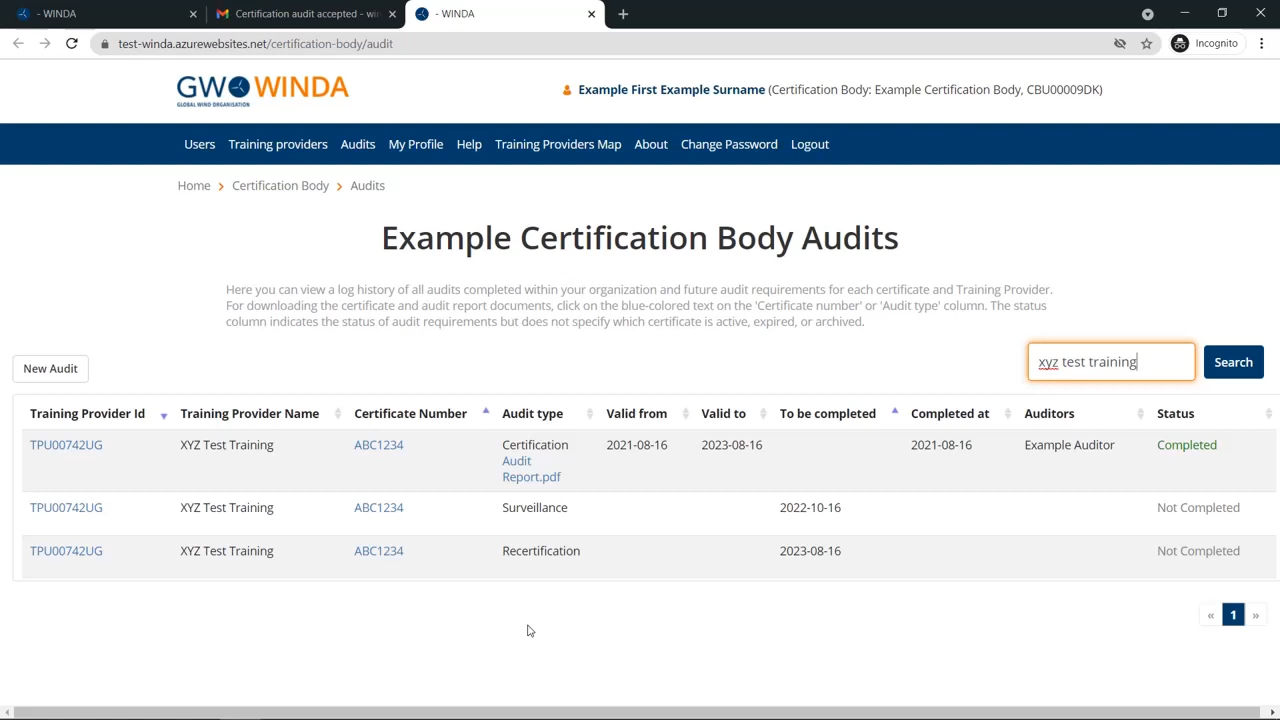 - WINDA
Certification audit accepted - win
- WINDA
test-winda.azurewebsites.net/certification-body/audit
Incognito
GWO WINDA
GLOBAL WIND ORGANISATION
Example First Example Surname (Certification Body: Example Certification Body, CBU00009DK)
Users Training providers Audits My Profile Help Training Providers Map About Change Password Logout
Home Certification Body Audits
Example Certification Body Audits
Here you can view a log history of all audits completed within your organization and future audit requirements for each certificate and Training Provider.
For downloading the certificate and audit report documents, click on the blue-colored text on the 'Certificate number' or 'Audit type' column. The status
column indicates the status of audit requirements but does not specify which certificate is active, expired, or archived.
New Audit
xyz test training
Search
Training Provider Id Training Provider Name Certificate Number Audit type Valid from Valid to To be completed Completed at Auditors Status
TPU00742UG XYZ Test Training ABC1234 Certification 2021-08-16 2023-08-16 2021-08-16 Example Auditor Completed
Audit
Report.pdf
TPU00742UG XYZ Test Training ABC1234 Surveillance 2022-10-16 Not Completed
TPU00742UG XYZ Test Training ABC1234 Recertification 2023-08-16 Not Completed
« 1 »